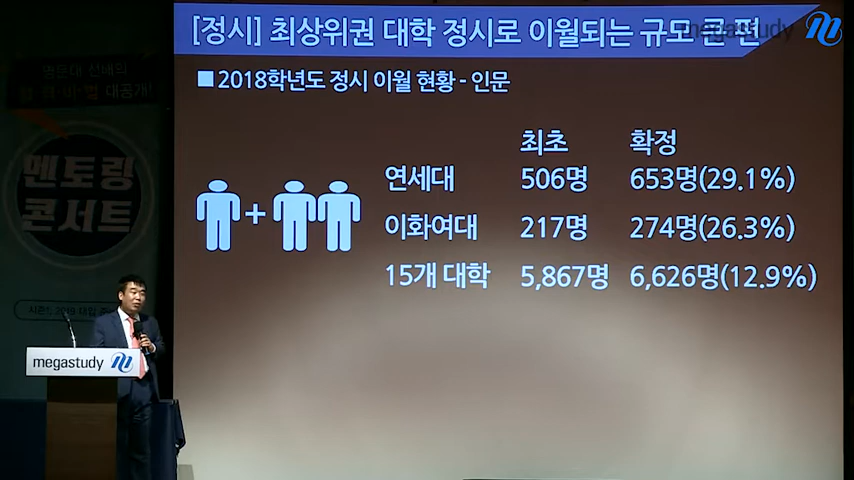 [정시] 최상위권 대학 정시로 이월되는 규모 큰 편
megastudy
■ 2018학년도 정시 이월 현황 - 인문
최초 확정
연세대 506명 653명(29.1%)
+
이화여대 217명 274명(26.3%)
15개 대학 5,867명 6,626명(12.9%)
대공개!
멘토링
콘서트
megastudy